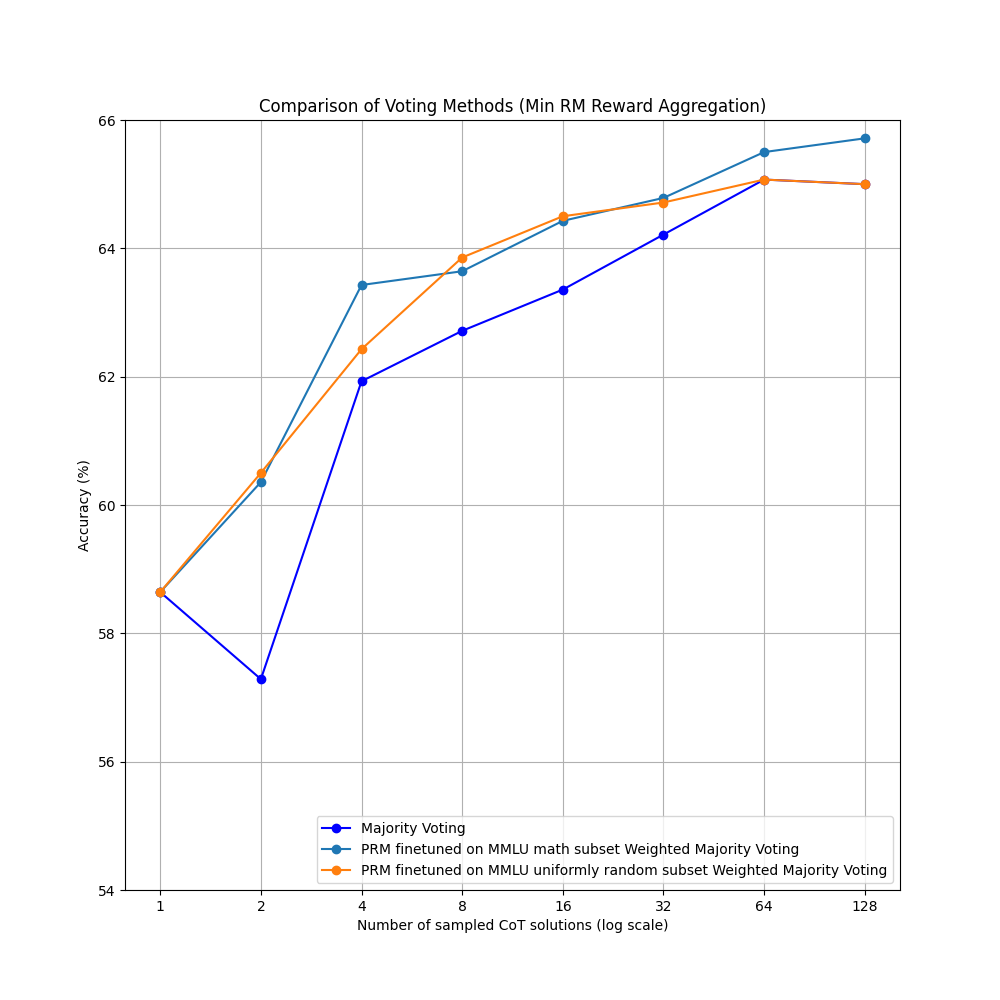 Comparison of Voting Methods (Min RM Reward Aggregation)
66
64
62
60
58
56
54
Accuracy (%)
Majority Voting
PRM finetuned on MMLU math subset Weighted Majority Voting
PRM finetuned on MMLU uniformly random subset Weighted Majority Voting
1 2 4 8 16 32 64 128
Number of sampled CoT solutions (log scale)